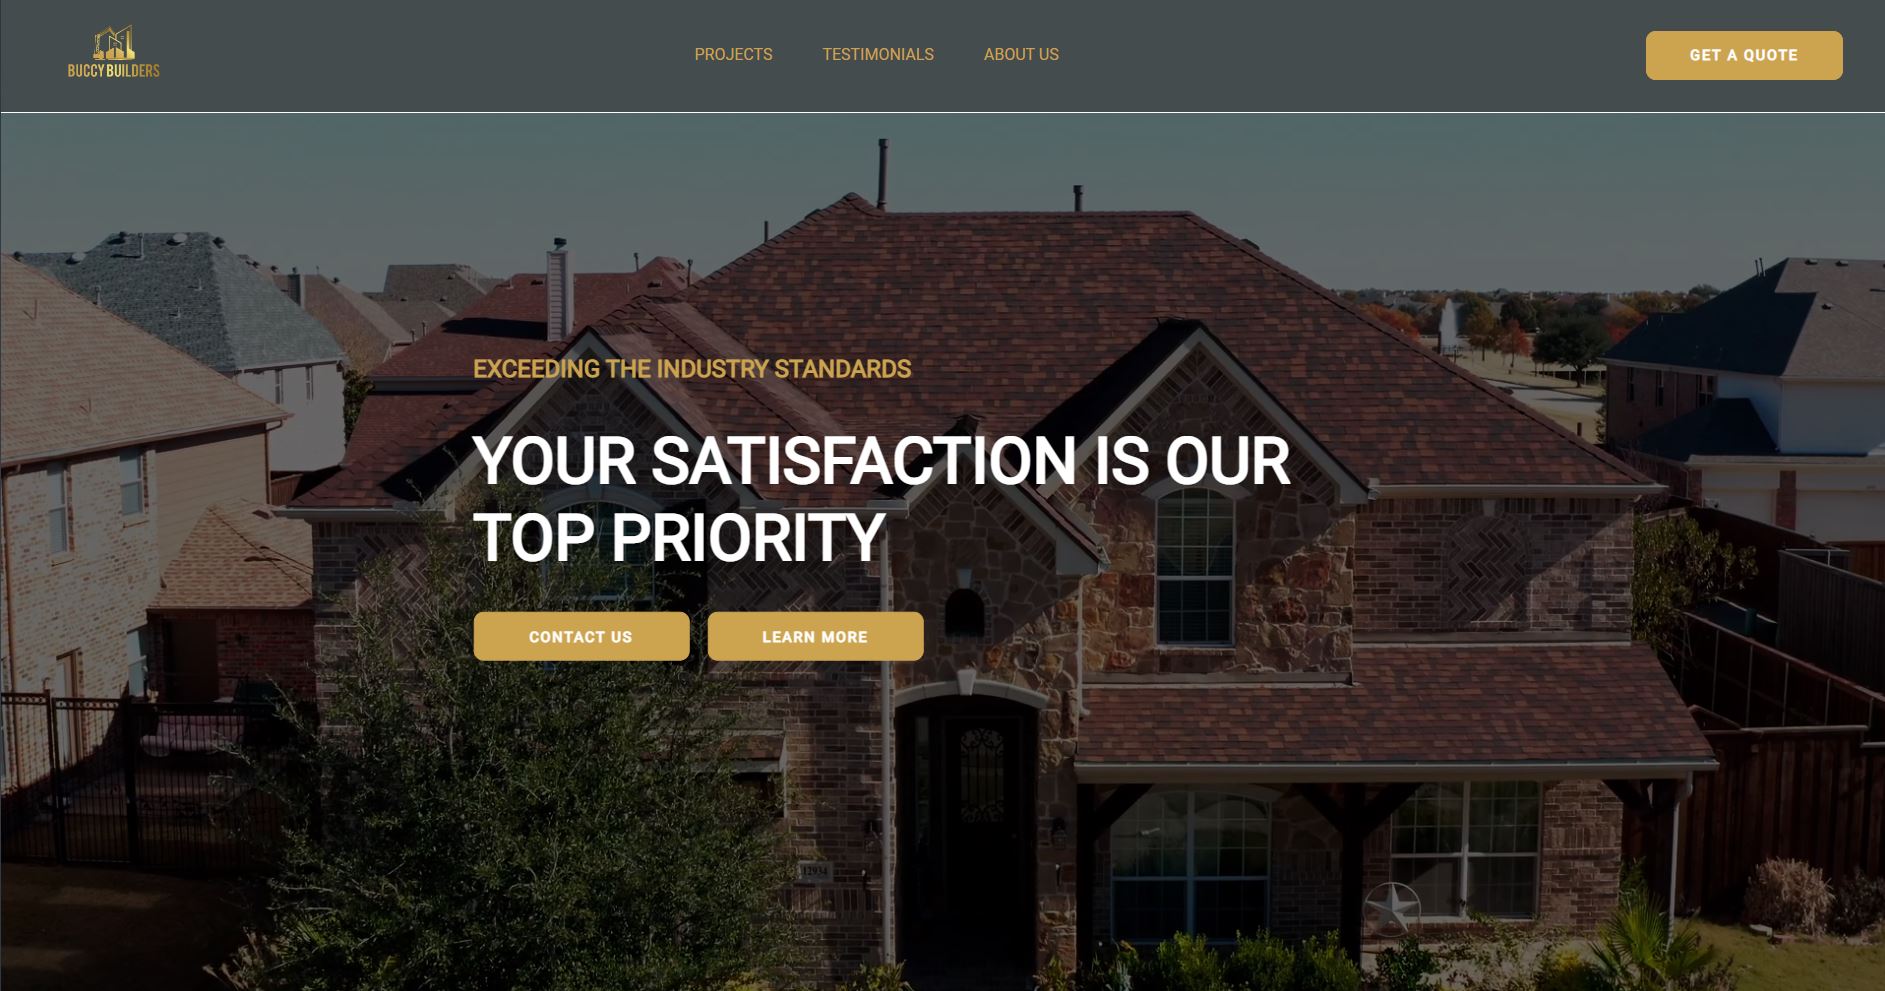 BUCCY BUILDERS
PROJECTS
TESTIMONIALS
ABOUT US
GET A QUOTE
EXCEEDING THE INDUSTRY STANDARDS
YOUR SATISFACTION IS OUR
TOP PRIORITY
CONTACT US
LEARN MORE
12934